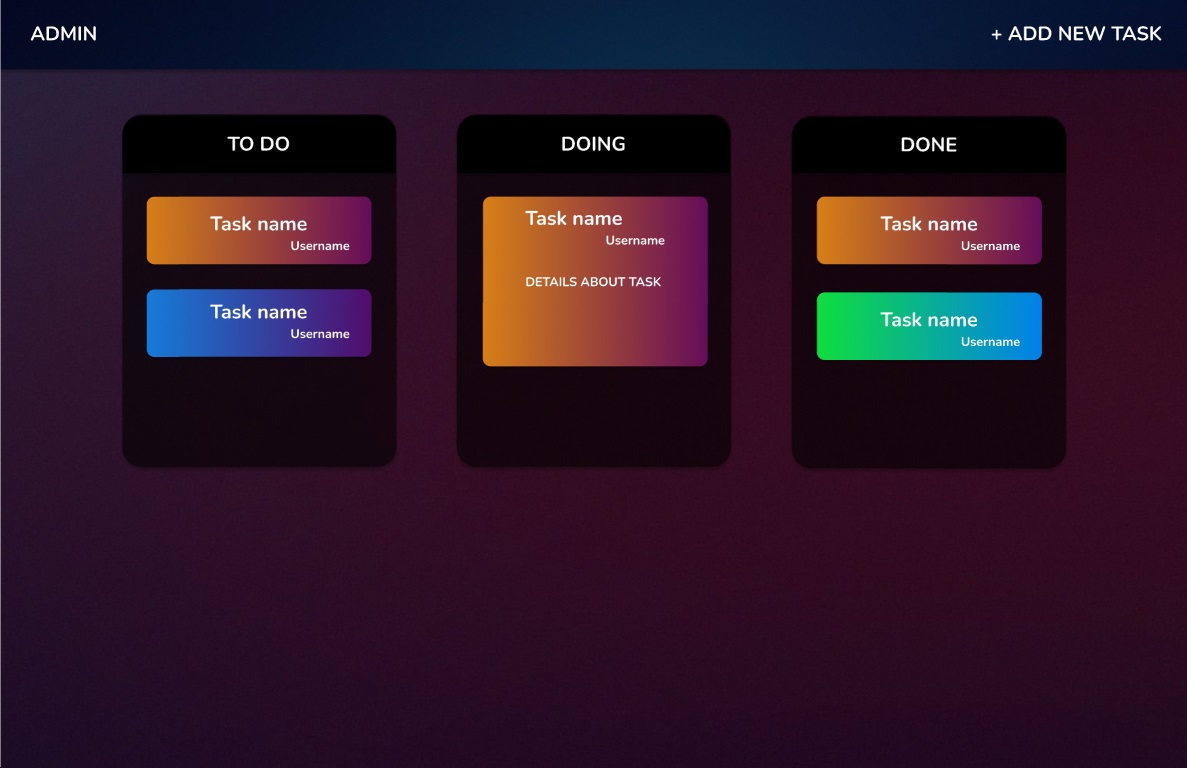 ADMIN
+ ADD NEW TASK
TO DO
Task name
Username
Task name
Username
DOING
Task name
Username
DETAILS ABOUT TASK
DONE
Task name
Username
Task name
Username